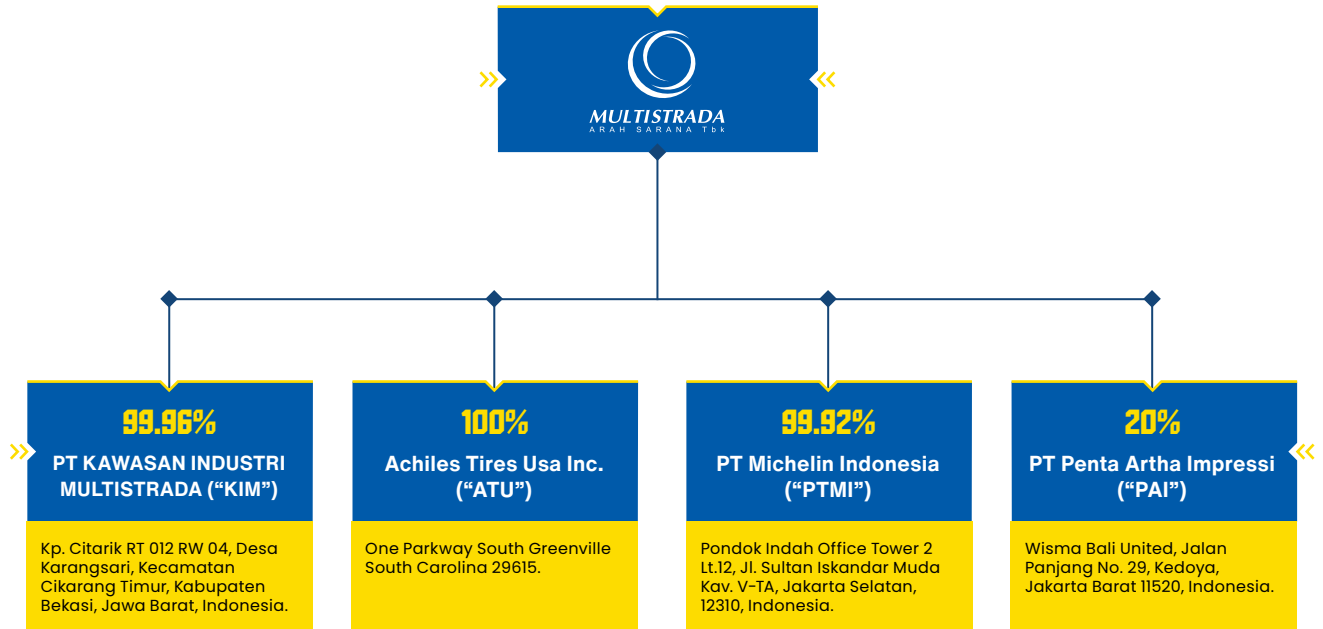 MULTISTRADA
ARAH SARANA Tbk
99.96%
PT KAWASAN INDUSTRI
MULTISTRADA (“KIM”)
Kp. Citarik RT 012 RW 04, Desa
Karangsari, Kecamatan
Cikarang Timur, Kabupaten
Bekasi, Jawa Barat, Indonesia.
100%
Achiles Tires Usa Inc.
(“ATU”)
One Parkway South Greenville
South Carolina 29615.
99.92%
PT Michelin Indonesia
(“PTMI”)
Pondok Indah Office Tower 2
Lt.12, Jl. Sultan Iskandar Muda
Kav. V-TA, Jakarta Selatan,
12310, Indonesia.
20%
PT Penta Artha Impressi
(“PAI”)
Wisma Bali United, Jalan
Panjang No. 29, Kedoya,
Jakarta Barat 11520, Indonesia.